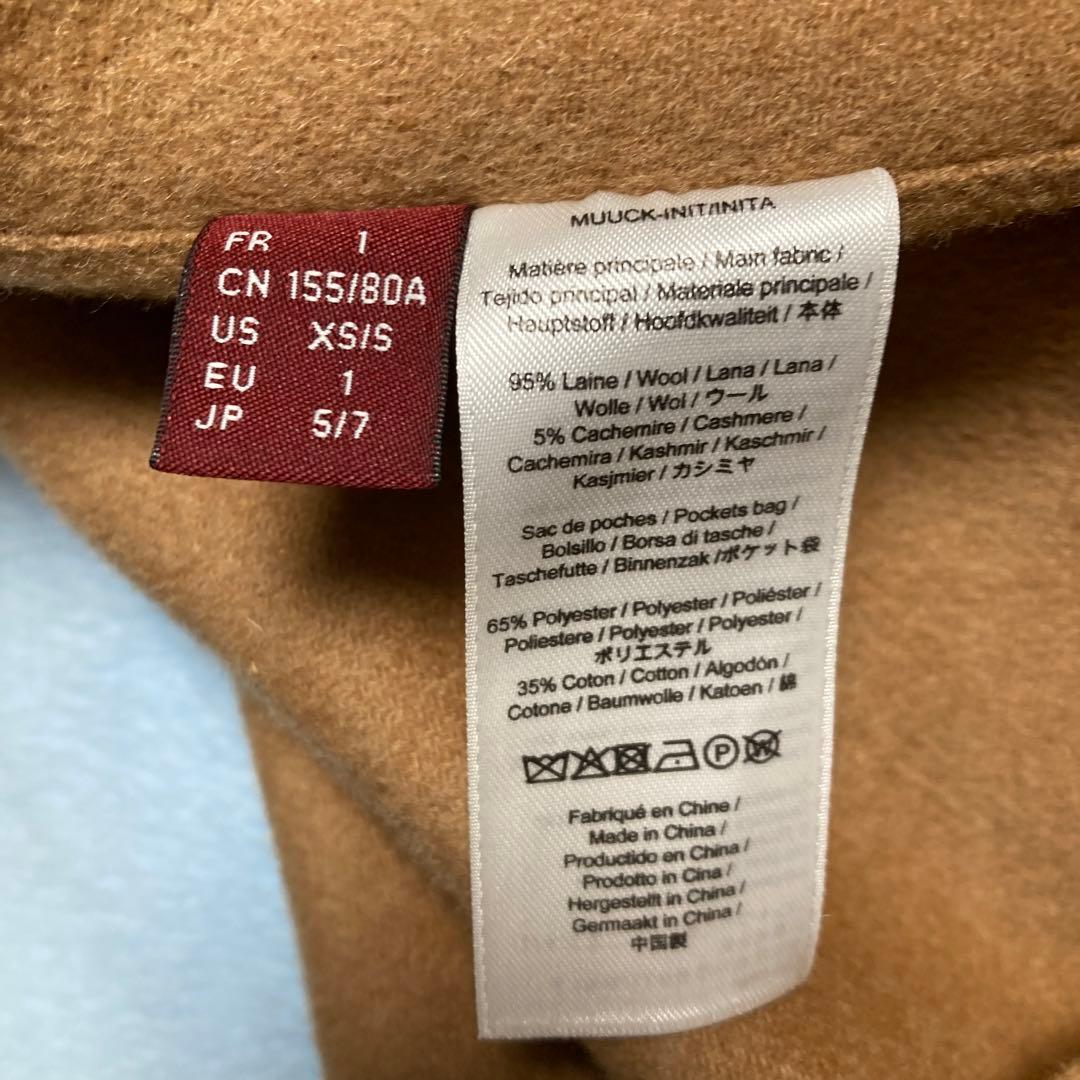 FR 1
CN 155/80A
US XS/S
EU 1
JP 5/7
MUUCK-INIT/INITA
Matière principale / Main fabric /
Tejido principal / Materiale principale /
Hauptstoff / Hoofdkwaliteit / 本体
95% Laine / Wool / Lana / Lana /
Wolle / Wol / ウール
5% Cachemire / Cashmere /
Cachemira / Kashmir / Kaschmir /
Kasjmier / カシミヤ
Sac de poches / Pockets bag /
Bolsillo / Borsa di tasche /
Taschefutte / Binnenzak /ポケット袋
65% Polyester / Polyester / Poliéster /
Poliestere / Polyester / Polyester /
ポリエステル
35% Coton / Cotton / Algodón /
Cotone / Baumwolle / Katoen / 綿
P W
Fabriqué en Chine /
Made in China /
Productido en China /
Prodotto in Cina /
Hergestellt in China /
Germaakt in China /
中国製